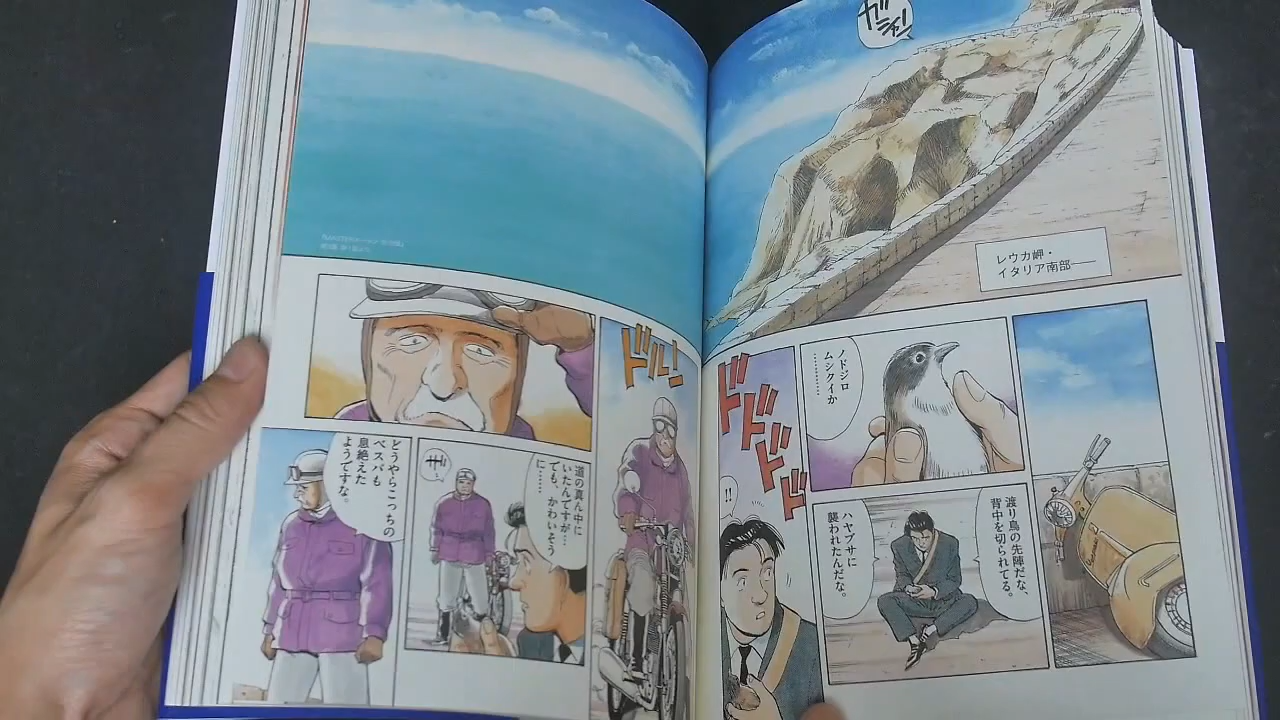 ガシャン!
レウカ岬・
イタリア南部──
ノドジロ
ムシクイか
…………
渡り鳥の先陣だな、
背中を切られてる。
ハヤブサに
襲われたんだな。
ドドドドド
!!
ドルン
道の真ん中に
いたんですが…
でも、かわいそう
に……
ザッ
どうやらこっちの
ベスパも
息絶えた
ようですな。